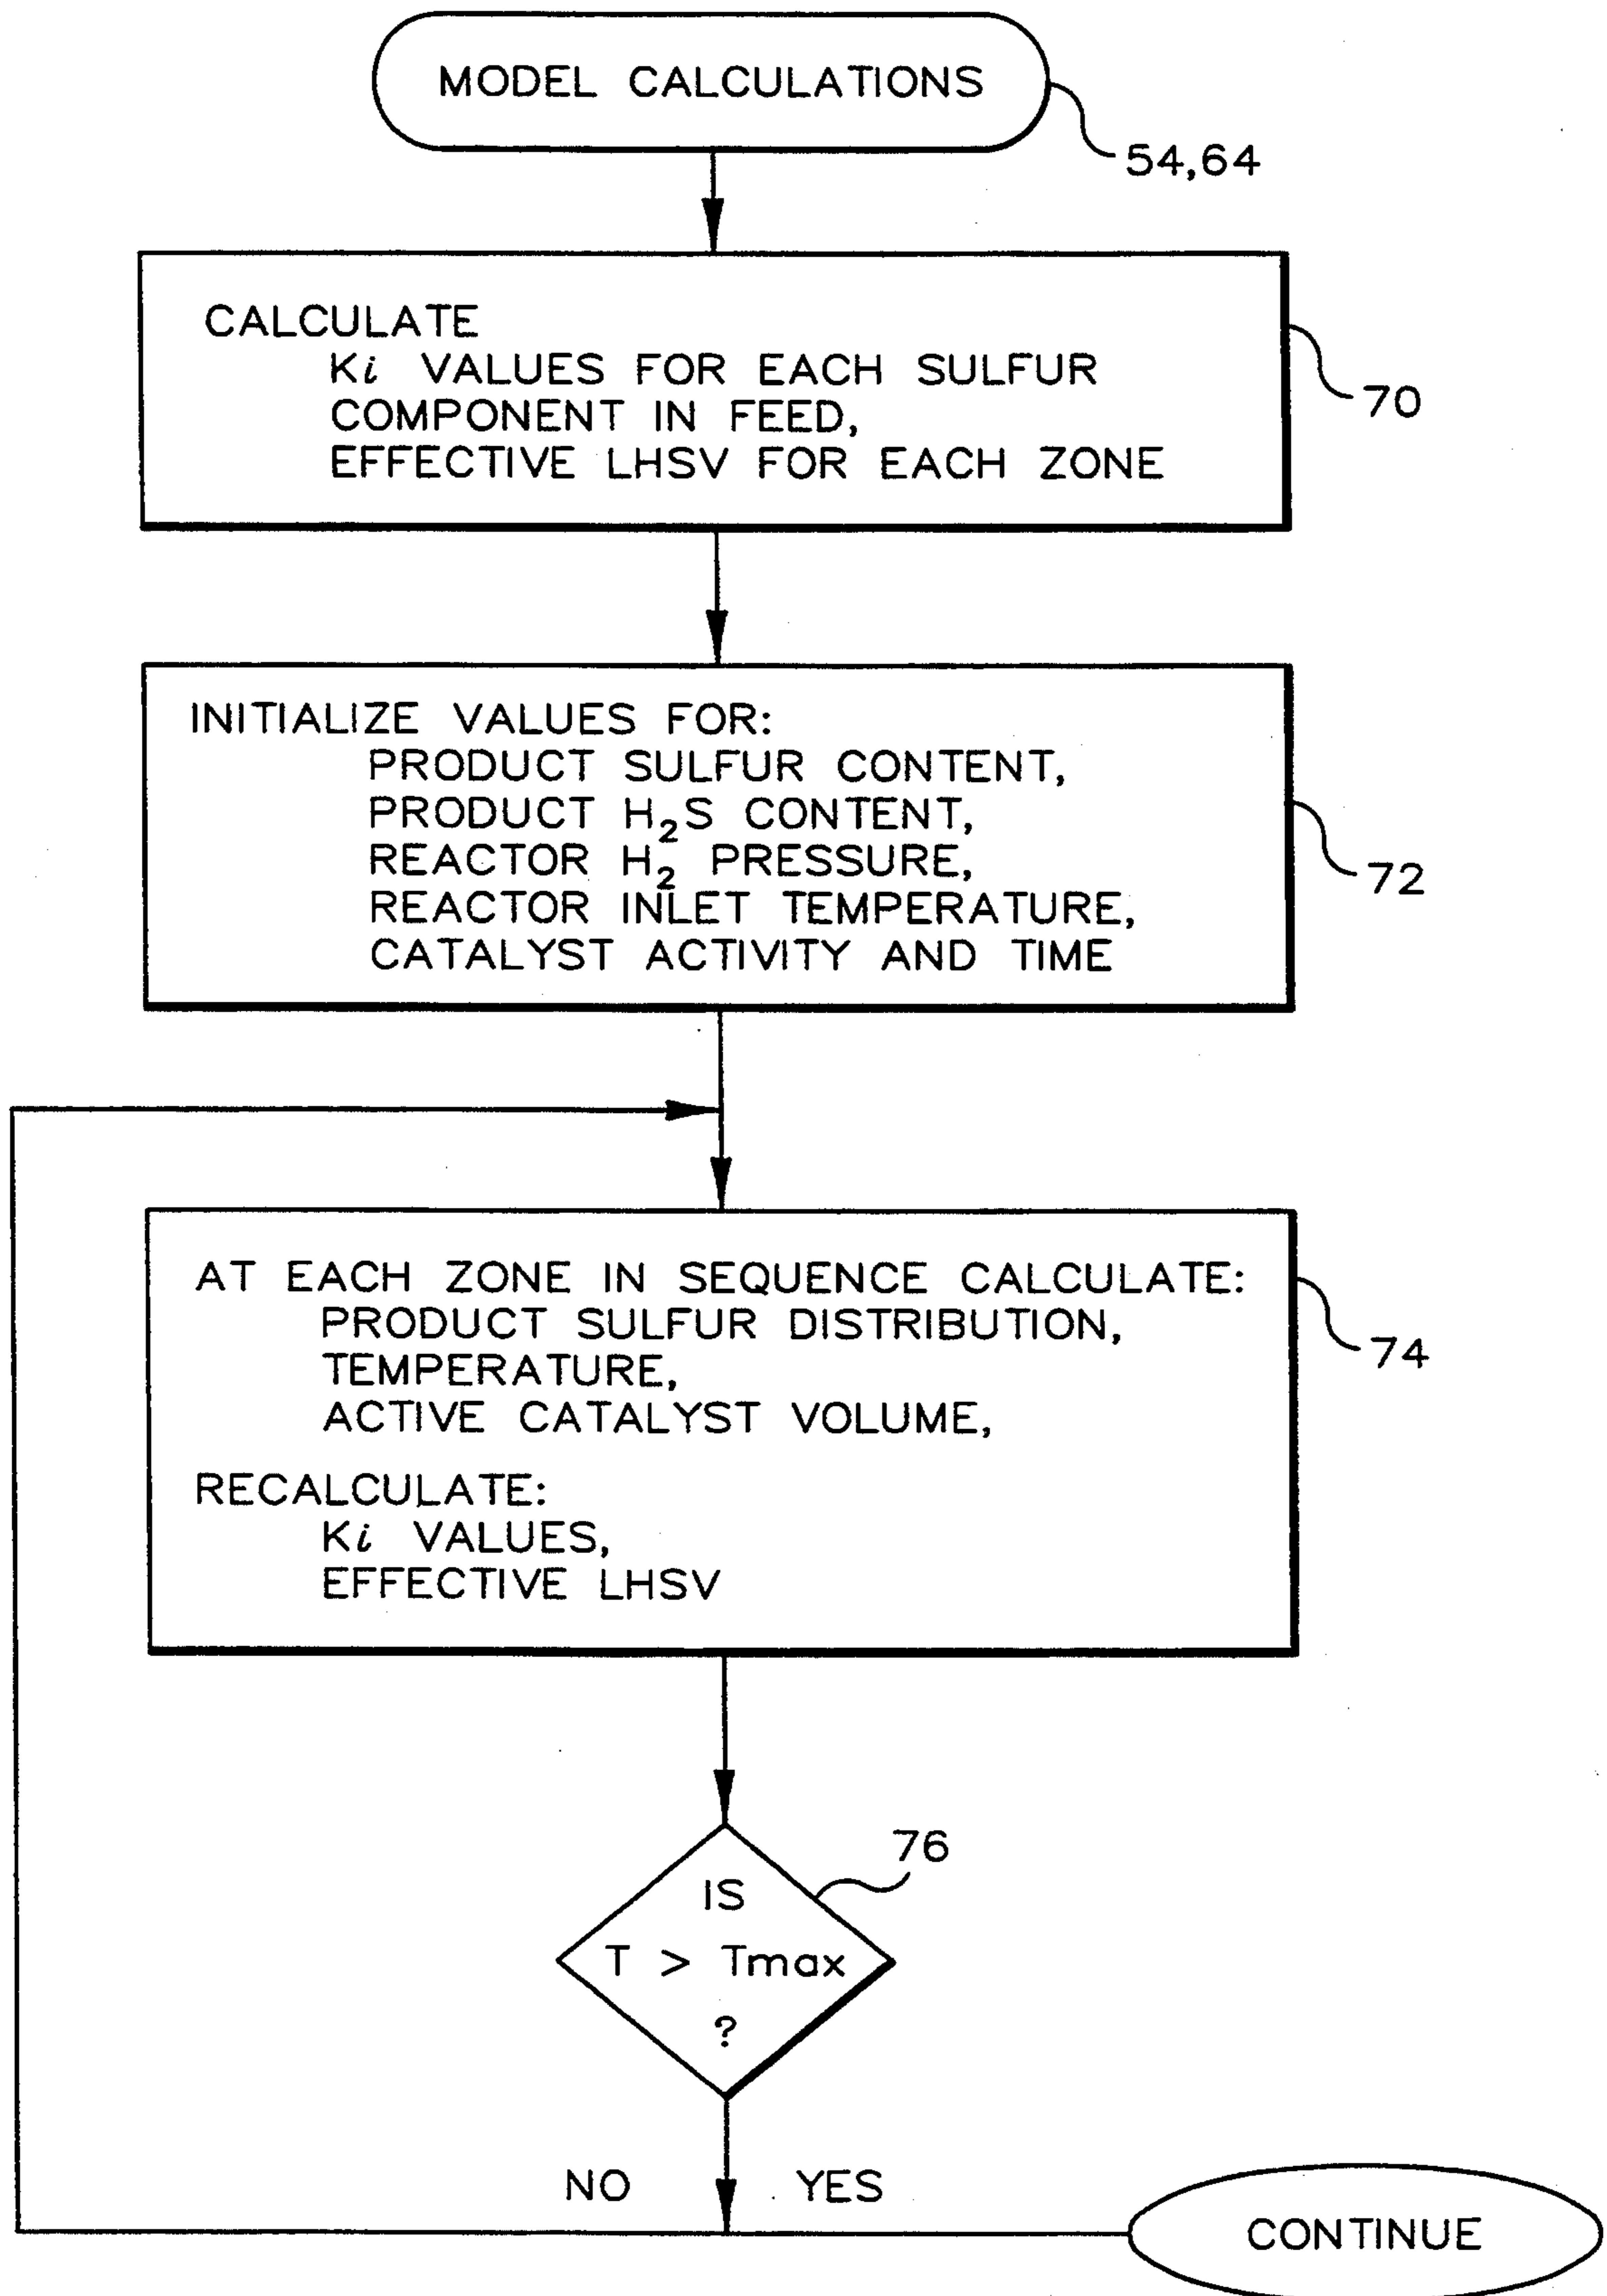 MODEL CALCULATIONS
54,64
CALCULATE
Ki VALUES FOR EACH SULFUR
COMPONENT IN FEED,
EFFECTIVE LHSV FOR EACH ZONE
70
INITIALIZE VALUES FOR:
PRODUCT SULFUR CONTENT,
PRODUCT H₂S CONTENT,
REACTOR H₂ PRESSURE,
REACTOR INLET TEMPERATURE,
CATALYST ACTIVITY AND TIME
72
AT EACH ZONE IN SEQUENCE CALCULATE:
PRODUCT SULFUR DISTRIBUTION,
TEMPERATURE,
ACTIVE CATALYST VOLUME,
RECALCULATE:
Ki VALUES,
EFFECTIVE LHSV
74
76
IS
T > Tmax
?
NO
YES
CONTINUE